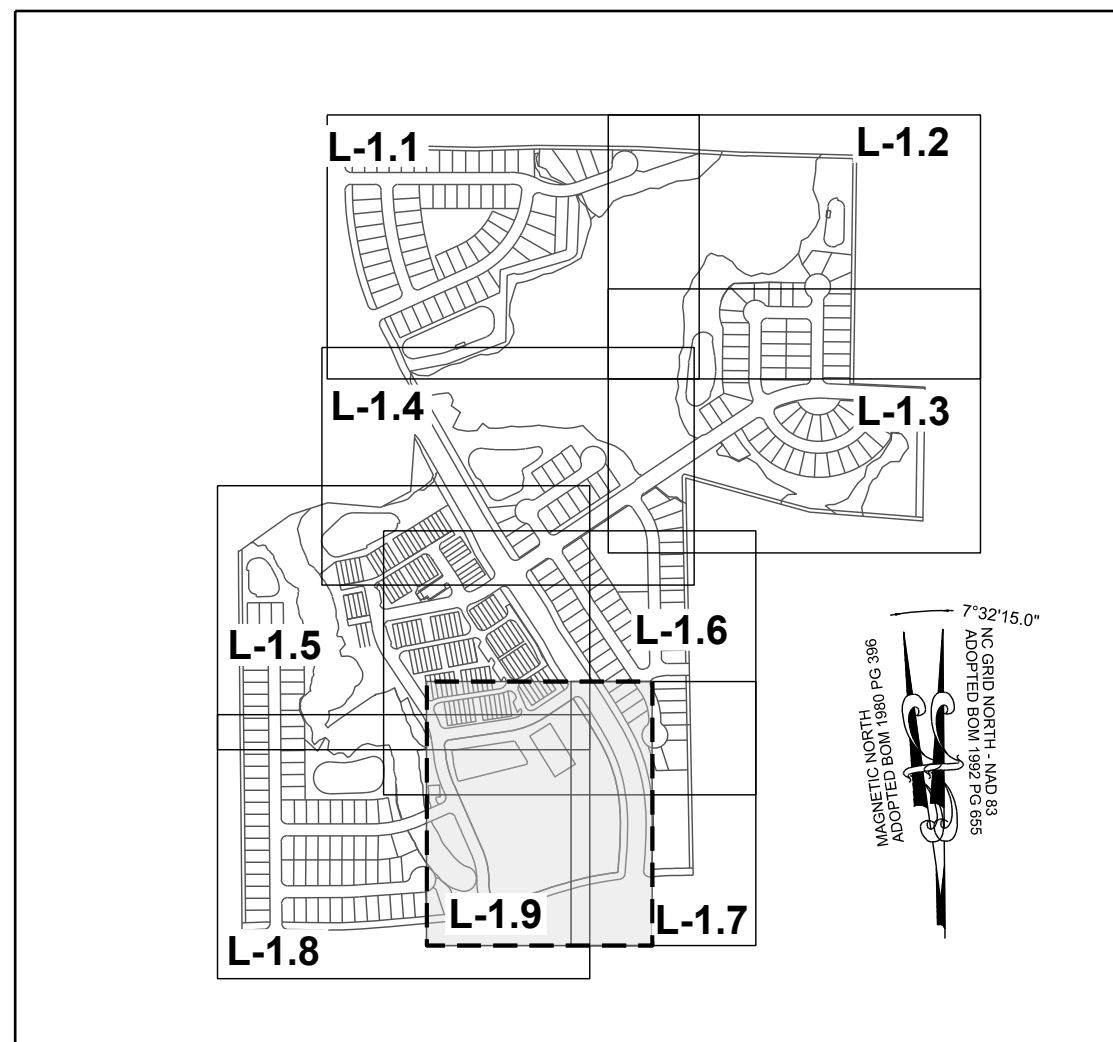 L-1.1
L-1.2
L-1.4
L-1.3
L-1.5
L-1.6
L-1.9
L-1.7
L-1.8
7°32'15.0"
MAGNETIC NORTH
ADOPTED BOM 1980 PG 396
NC GRID NORTH - NAD 83
ADOPTED BOM 1992 PG 655